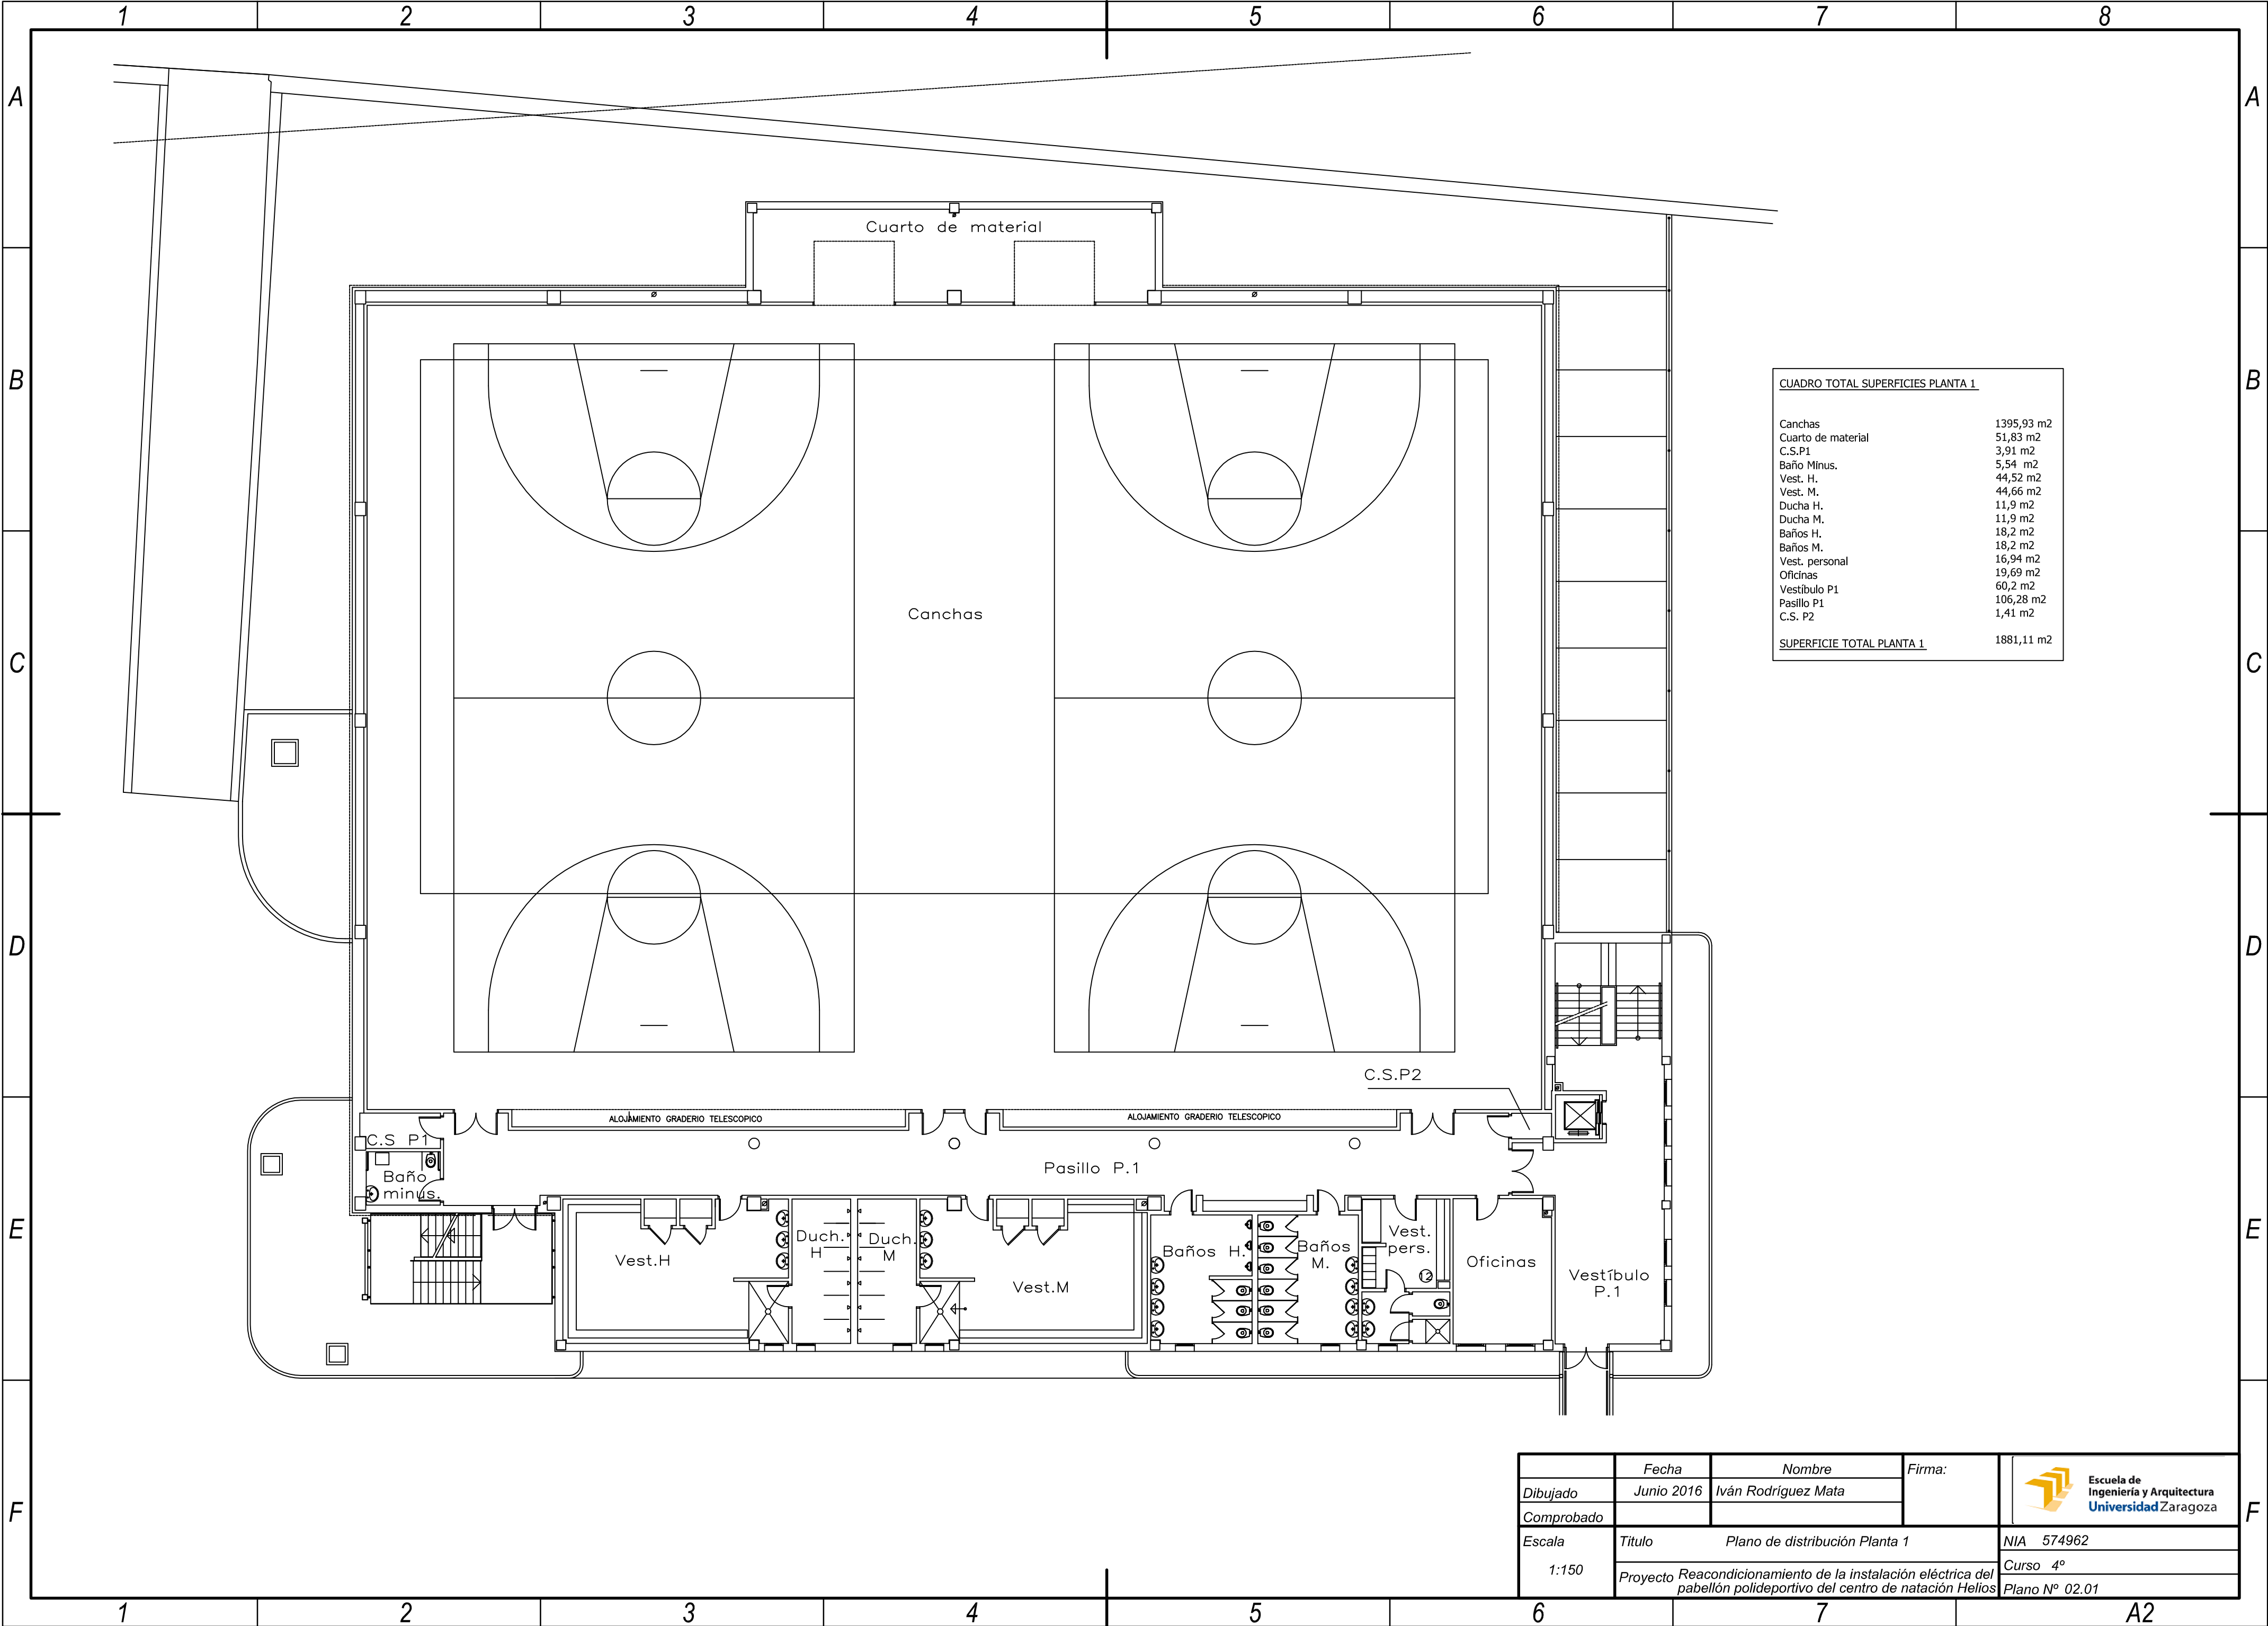 1 2 3 4 5 6 7 8
A A
Cuarto de material
B B
CUADRO TOTAL SUPERFICIES PLANTA 1
Canchas 1395,93 m2
Cuarto de material 51,83 m2
C.S.P1 3,91 m2
Baño Minus. 5,54 m2
Vest. H. 44,52 m2
Vest. M. 44,66 m2
Ducha H. 11,9 m2
Ducha M. 11,9 m2
Baños H. 18,2 m2
Baños M. 18,2 m2
Vest. personal 16,94 m2
Oficinas 19,69 m2
Vestíbulo P1 60,2 m2
Pasillo P1 106,28 m2
C.S. P2 1,41 m2
SUPERFICIE TOTAL PLANTA 1 1881,11 m2
Canchas
C C
D D
C.S.P2
ALOJAMIENTO GRADERIO TELESCOPICO
ALOJAMIENTO GRADERIO TELESCOPICO
C.S P1
Pasillo P.1
Baño
minus.
E E
Vest.H
Duch.
H
Duch.
M
Vest.M
Baños H.
Baños
M.
Vest.
pers.
12
Oficinas
Vestíbulo
P.1
F F
Fecha Nombre Firma:
Dibujado Junio 2016 Iván Rodríguez Mata
Comprobado
Escuela de
Ingeniería y Arquitectura
Universidad Zaragoza
Escala
1:150
Titulo Plano de distribución Planta 1
Proyecto Reacondicionamiento de la instalación eléctrica del
pabellón polideportivo del centro de natación Helios
NIA 574962
Curso 4º
Plano Nº 02.01
1 2 3 4 5 6 7 A2